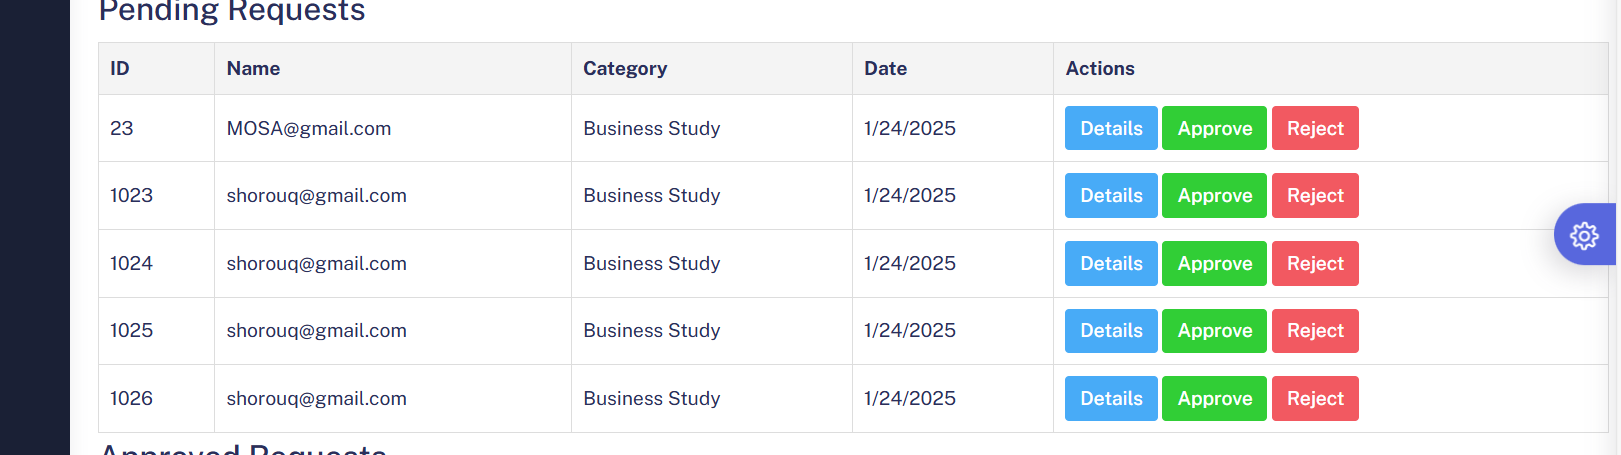 Pending Requests
ID Name Category Date Actions
23 MOSA@gmail.com Business Study 1/24/2025 Details Approve Reject
1023 shorouq@gmail.com Business Study 1/24/2025 Details Approve Reject
1024 shorouq@gmail.com Business Study 1/24/2025 Details Approve Reject
1025 shorouq@gmail.com Business Study 1/24/2025 Details Approve Reject
1026 shorouq@gmail.com Business Study 1/24/2025 Details Approve Reject
Approved Requests